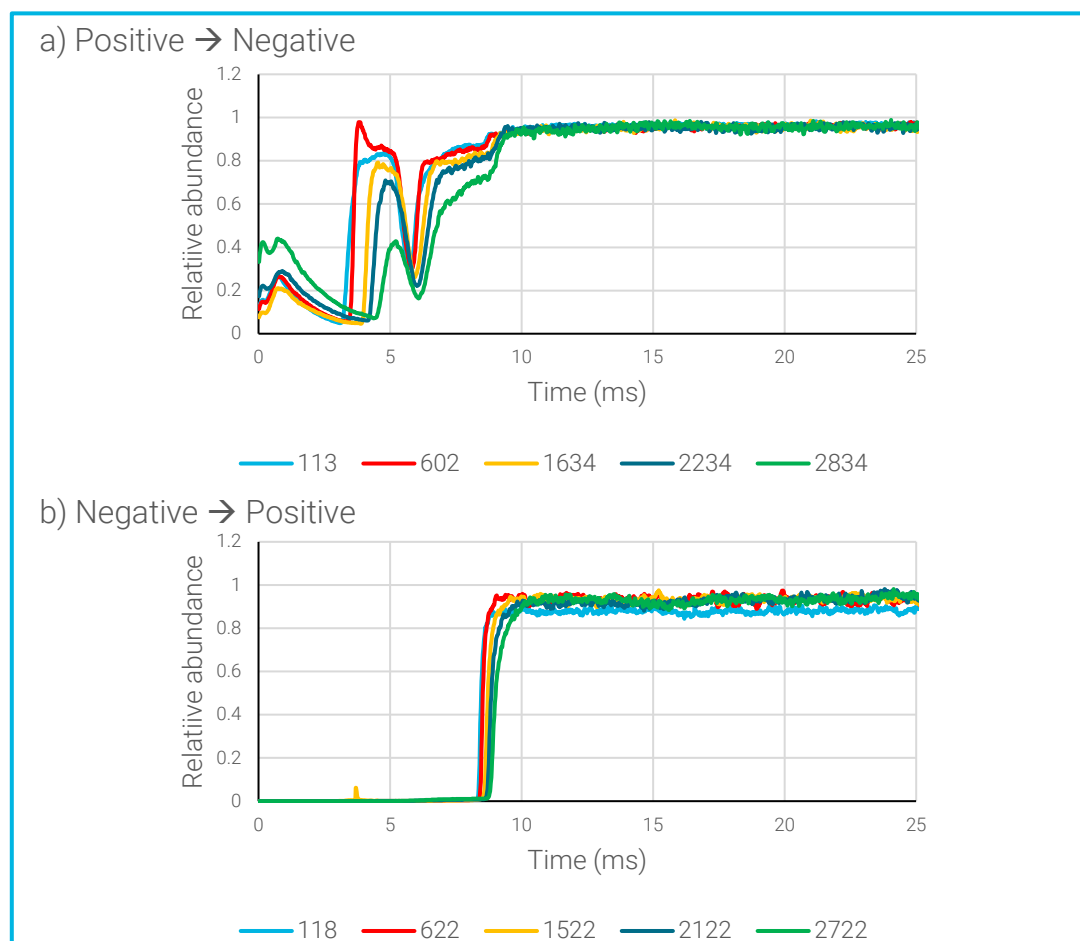 a) Positive → Negative
Relatiive abundance
1.2
1
0.8
0.6
0.4
0.2
0
0 5 10 15 20 25
Time (ms)
113 602 1634 2234 2834
b) Negative → Positive
Relatiive abundance
1.2
1
0.8
0.6
0.4
0.2
0
0 5 10 15 20 25
Time (ms)
118 622 1522 2122 2722